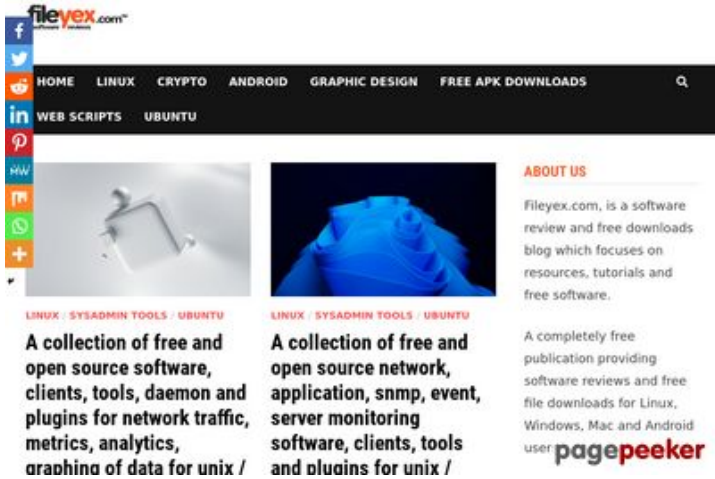 fileyex.com™
software reviews
HOME LINUX CRYPTO ANDROID GRAPHIC DESIGN FREE APK DOWNLOADS
WEB SCRIPTS UBUNTU
LINUX / SYSADMIN TOOLS / UBUNTU
A collection of free and
open source software,
clients, tools, daemon and
plugins for network traffic,
metrics, analytics,
graphing of data for unix /
LINUX / SYSADMIN TOOLS / UBUNTU
A collection of free and
open source network,
application, snmp, event,
server monitoring
software, clients, tools
and plugins for unix /
ABOUT US
Fileyex.com, is a software
review and free downloads
blog which focuses on
resources, tutorials and
free software.
A completely free
publication providing
software reviews and free
file downloads for Linux,
Windows, Mac and Android
user
pagepeeker
in
MW